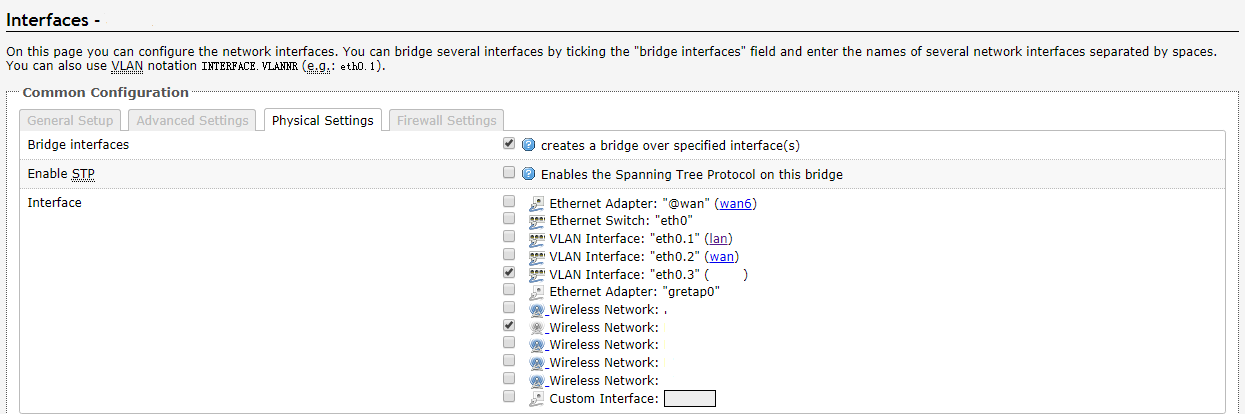 Interfaces -
On this page you can configure the network interfaces. You can bridge several interfaces by ticking the "bridge interfaces" field and enter the names of several network interfaces separated by spaces.
You can also use VLAN notation INTERFACE.VLANNR (e.g.: eth0.1).
Common Configuration
General Setup Advanced Settings Physical Settings Firewall Settings
Bridge interfaces creates a bridge over specified interface(s)
Enable STP Enables the Spanning Tree Protocol on this bridge
Interface Ethernet Adapter: "@wan" (wan6)
Ethernet Switch: "eth0"
VLAN Interface: "eth0.1" (lan)
VLAN Interface: "eth0.2" (wan)
VLAN Interface: "eth0.3" ( )
Ethernet Adapter: "gretap0"
Wireless Network:
Wireless Network:
Wireless Network:
Wireless Network:
Wireless Network:
Custom Interface: